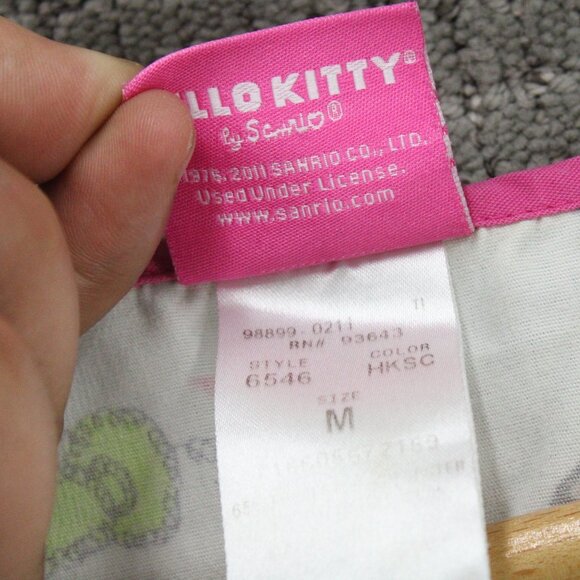 LLO KITTY®
by Sanrio®
1976, 2011 SANRIO CO., LTD.
Used Under License.
www.sanrio.com
11
98899-0211
RN# 93643
STYLE COLOR
6546 HKSC
SIZE
M